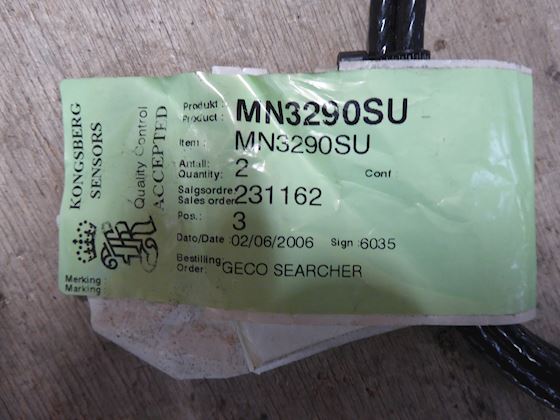 KONGSBERG
SENSORS
Quality Control
ACCEPTED
Produkt :
Product : MN3290SU
Item : MN3290SU
Antall:
Quantity: 2 Conf
Salgsordre
Sales order 231162
Pos.: 3
Dato/Date : 02/06/2006 Sign : 6035
Bestilling
Order: GECO SEARCHER
Merking
Marking